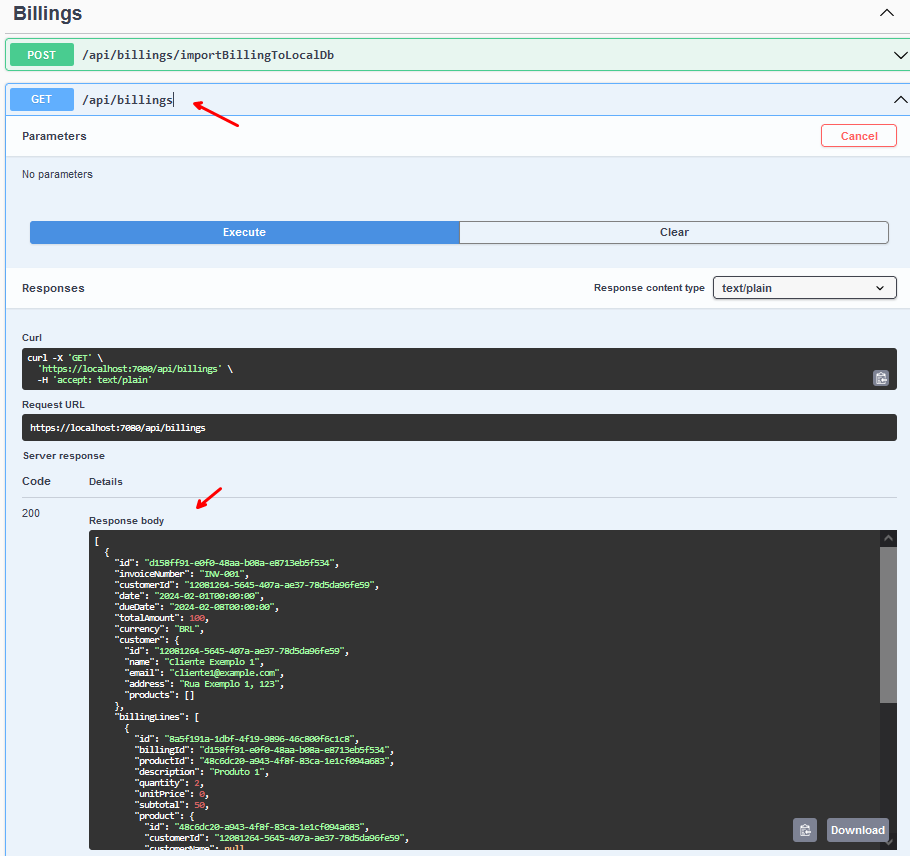 Billings
POST /api/billings/importBillingToLocalDb
GET /api/billings
Parameters Cancel
No parameters
Execute Clear
Responses Response content type text/plain
Curl
curl -X 'GET' \
'https://localhost:7080/api/billings' \
-H 'accept: text/plain'
Request URL
https://localhost:7080/api/billings
Server response
Code Details
200
Response body
[
{
"id": "d158ff91-e0f0-48aa-b08a-e8713eb5f534",
"invoiceNumber": "INV-001",
"customerId": "12081264-5645-407a-ae37-78d5da96fe59",
"date": "2024-02-01T00:00:00",
"dueDate": "2024-02-08T00:00:00",
"totalAmount": 100,
"currency": "BRL",
"customer": {
"id": "12081264-5645-407a-ae37-78d5da96fe59",
"name": "Cliente Exemplo 1",
"email": "cliente1@example.com",
"address": "Rua Exemplo 1, 123",
"products": []
},
"billingLines": [
{
"id": "8a5f191a-1dbf-4f19-9896-46c800f6c1c8",
"billingId": "d158ff91-e0f0-48aa-b08a-e8713eb5f534",
"productId": "48c6dc20-a943-4f8f-83ca-1e1cf094a683",
"description": "Produto 1",
"quantity": 2,
"unitPrice": 0,
"subtotal": 50,
"product": {
"id": "48c6dc20-a943-4f8f-83ca-1e1cf094a683",
"customerId": "12081264-5645-407a-ae37-78d5da96fe59",
"customerName": null
Download